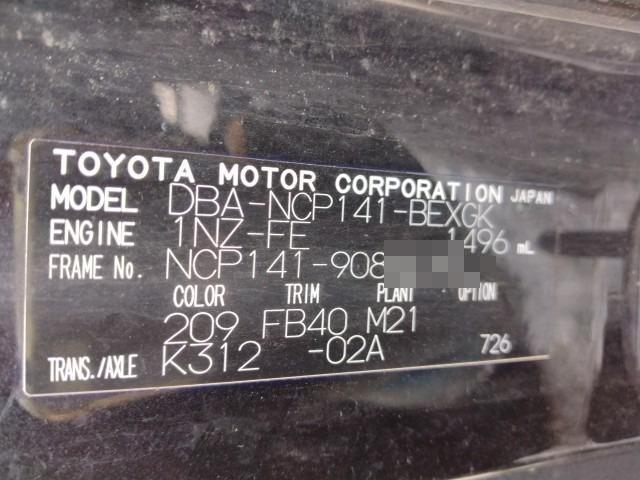 TOYOTA MOTOR CORPORATION JAPAN
MODEL DBA-NCP141-BEXGK
ENGINE 1NZ-FE 1496 mL
FRAME No. NCP141-908
COLOR TRIM PLANT OPTION
209 FB40 M21
TRANS./AXLE K312 -02A 726